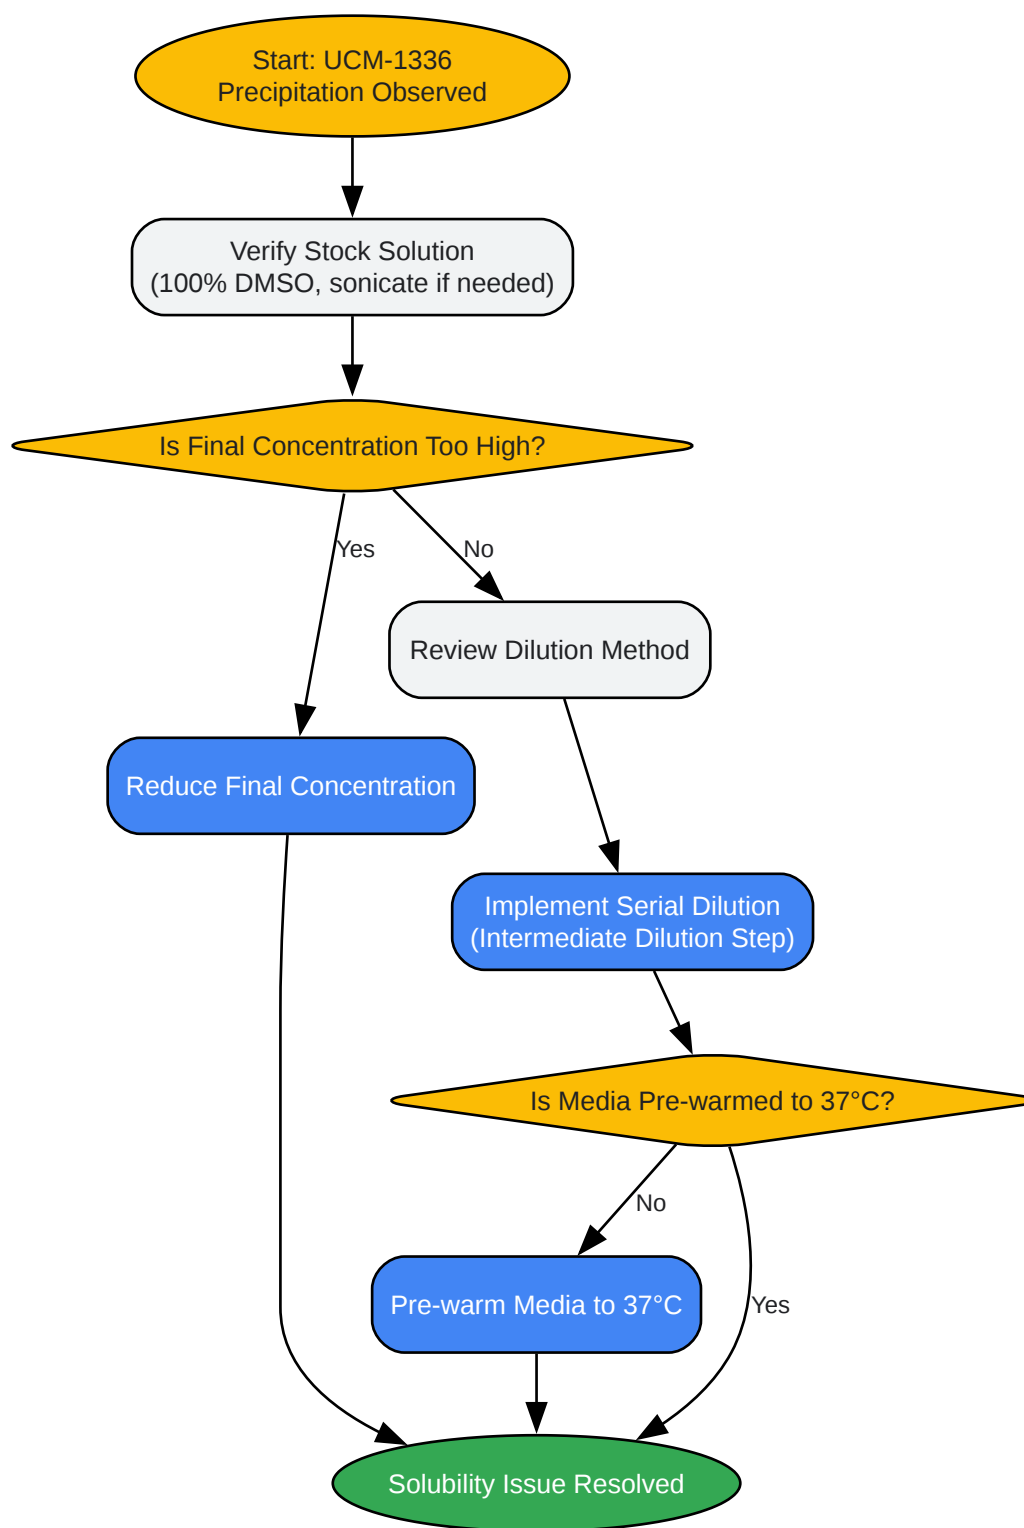 Start: UCM-1336
Precipitation Observed
Verify Stock Solution
(100% DMSO, sonicate if needed)
Is Final Concentration Too High?
Yes
No
Review Dilution Method
Reduce Final Concentration
Implement Serial Dilution
(Intermediate Dilution Step)
Is Media Pre-warmed to 37°C?
No
Pre-warm Media to 37°C
Yes
Solubility Issue Resolved